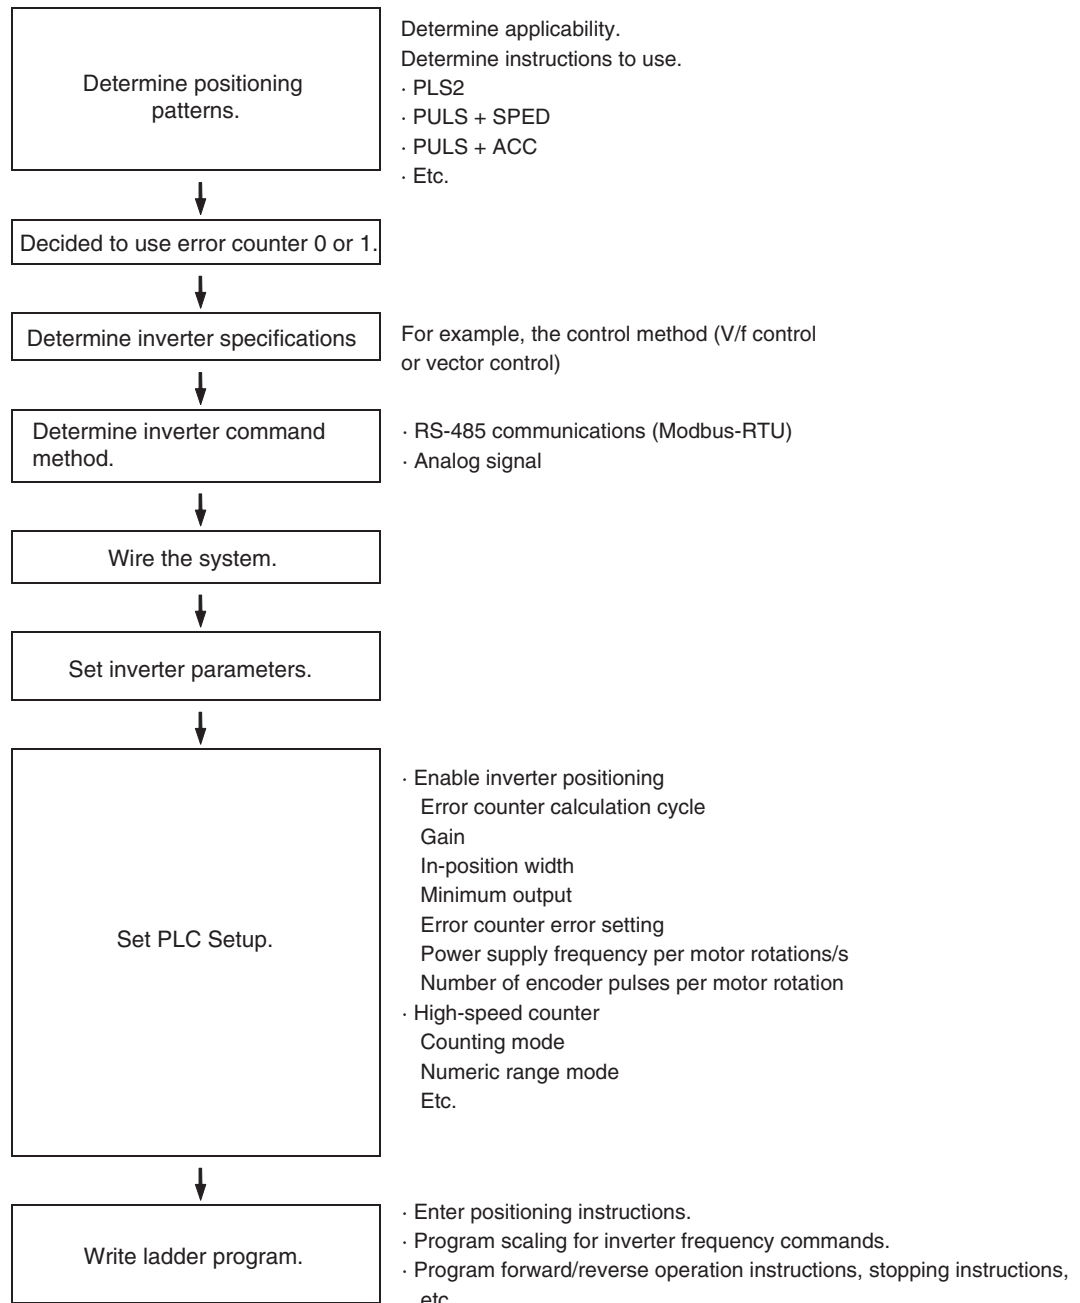 Determine positioning
patterns.
Determine applicability.
Determine instructions to use.
· PLS2
· PULS + SPED
· PULS + ACC
· Etc.
Decided to use error counter 0 or 1.
Determine inverter specifications
For example, the control method (V/f control
or vector control)
Determine inverter command
method.
· RS-485 communications (Modbus-RTU)
· Analog signal
Wire the system.
Set inverter parameters.
Set PLC Setup.
· Enable inverter positioning
Error counter calculation cycle
Gain
In-position width
Minimum output
Error counter error setting
Power supply frequency per motor rotations/s
Number of encoder pulses per motor rotation
· High-speed counter
Counting mode
Numeric range mode
Etc.
Write ladder program.
· Enter positioning instructions.
· Program scaling for inverter frequency commands.
· Program forward/reverse operation instructions, stopping instructions,
etc